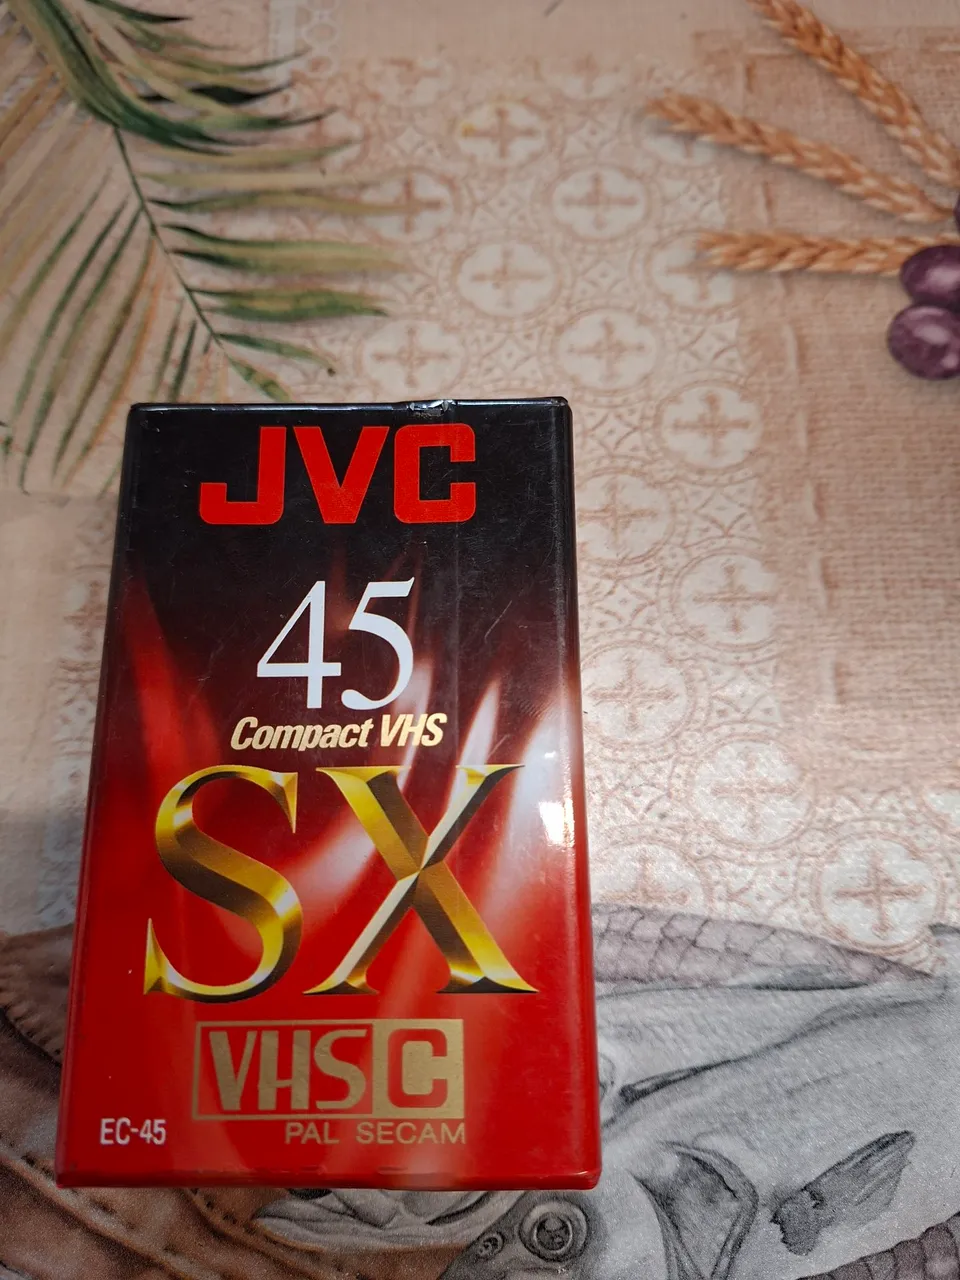 JVC
45
Compact VHS
SX
VHS C
EC-45
PAL SECAM